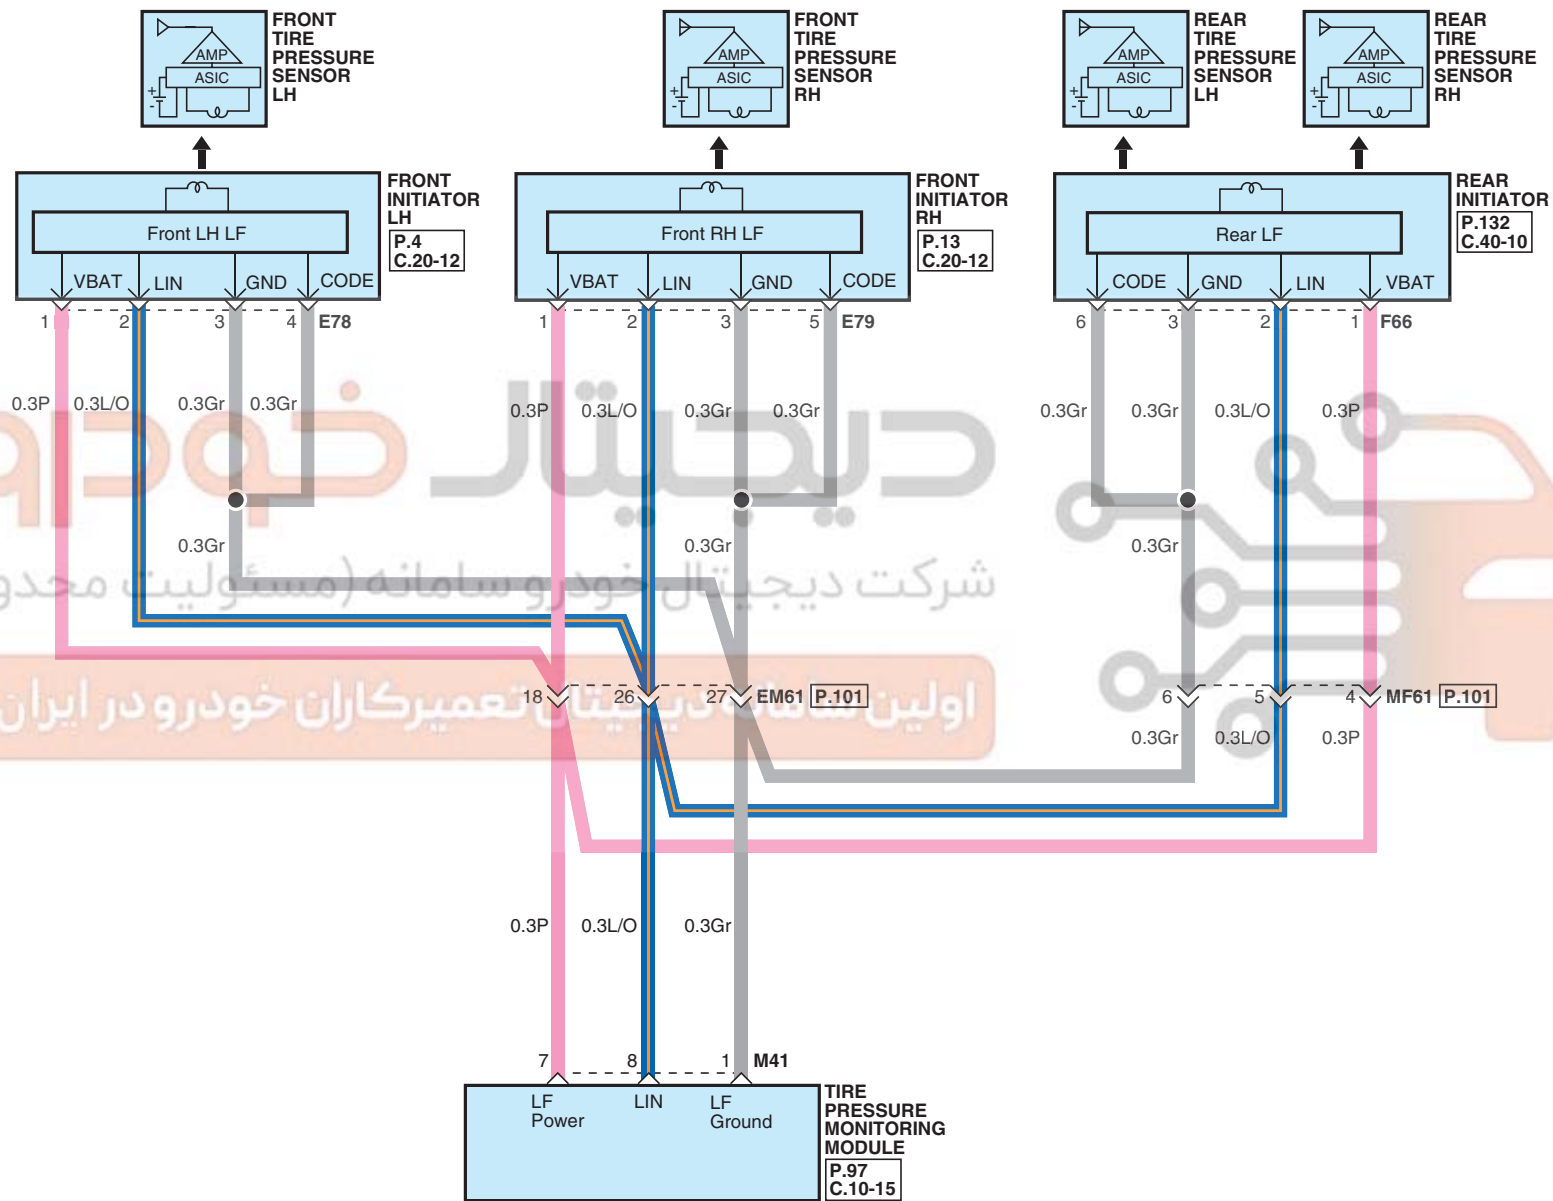 FRONT
TIRE
PRESSURE
SENSOR
LH
AMP
ASIC
+
-
FRONT
TIRE
PRESSURE
SENSOR
RH
AMP
ASIC
+
-
REAR
TIRE
PRESSURE
SENSOR
LH
AMP
ASIC
+
-
REAR
TIRE
PRESSURE
SENSOR
RH
AMP
ASIC
+
-
FRONT
INITIATOR
LH
P.4
C.20-12
Front LH LF
VBAT LIN GND CODE
1 2 3 4 E78
FRONT
INITIATOR
RH
P.13
C.20-12
Front RH LF
VBAT LIN GND CODE
1 2 3 5 E79
REAR
INITIATOR
P.132
C.40-10
Rear LF
CODE GND LIN VBAT
6 3 2 1 F66
0.3P 0.3L/O 0.3Gr 0.3Gr
0.3P 0.3L/O 0.3Gr 0.3Gr
0.3Gr 0.3Gr 0.3L/O 0.3P
دیجیتال خودرو
0.3Gr 0.3Gr 0.3Gr
شرکت دیجیتال خودرو سامانه (مسئولیت محدو
18 26 27 EM61 P.101
6 5 4 MF61 P.101
اولین سامانه دیجیتال تعمیرکاران خودرو در ایران
0.3Gr 0.3L/O 0.3P
0.3P 0.3L/O 0.3Gr
7 8 1 M41
LF
Power
LIN
LF
Ground
TIRE
PRESSURE
MONITORING
MODULE
P.97
C.10-15